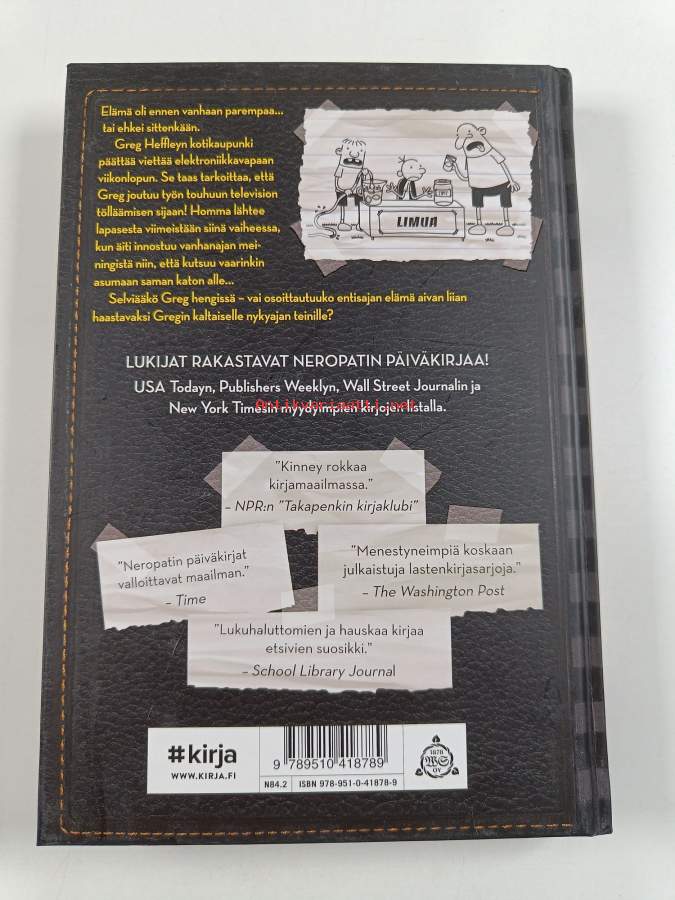 Elämä oli ennen vanhaan parempaa...
tai ehkei sittenkään.
Greg Heffleyn kotikaupunki
päättää viettää elektroniikkavapaan
viikonlopun. Se taas tarkoittaa, että
Greg joutuu työn touhuun television
tölläämisen sijaan! Homma lähtee
lapasesta viimeistään siinä vaiheessa,
kun äiti innostuu vanhanajan mei-
ningistä niin, että kutsuu vaarinkin
asumaan saman katon alle...
Selviääkö Greg hengissä – vai osoittautuuko entisajan elämä aivan liian
haastavaksi Gregin kaltaiselle nykyajan teinille?
LIMUA
LUKIJAT RAKASTAVAT NEROPATIN PÄIVÄKIRJAA!
USA Todayn, Publishers Weeklyn, Wall Street Journalin ja
New York Timesin myydyimpien kirjojen listalla.
Antikvariaatti.net
"Kinney rokkaa
kirjamaailmassa."
– NPR:n "Takapenkin kirjaklubi"
"Neropatin päiväkirjat
valloittavat maailman."
– Time
"Menestyneimpiä koskaan
julkaistuja lastenkirjasarjoja."
– The Washington Post
"Lukuhaluttomien ja hauskaa kirjaa
etsivien suosikki."
– School Library Journal
#kirja
WWW.KIRJA.FI
9 789510 418789
N84.2 ISBN 978-951-0-41878-9
1878
WS
OY